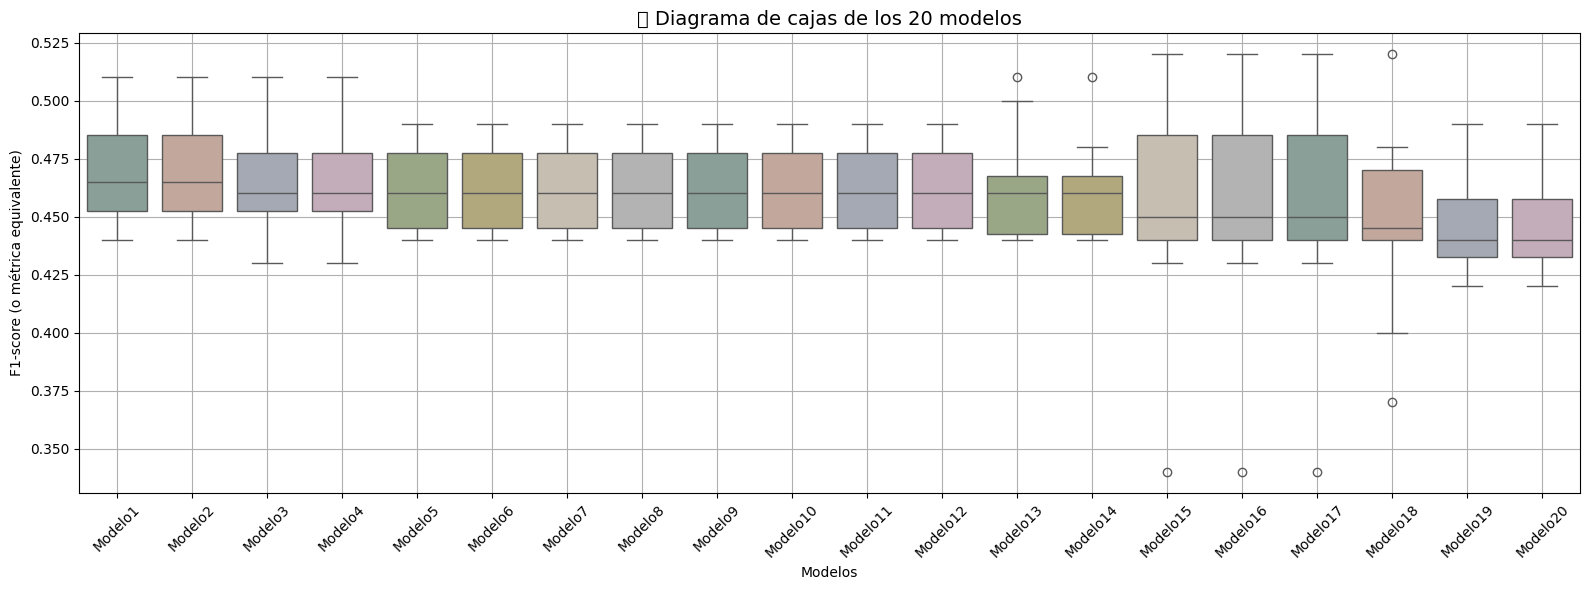 ▯ Diagrama de cajas de los 20 modelos
F1-score (o métrica equivalente)
0.525
0.500
0.475
0.450
0.425
0.400
0.375
0.350
Modelo1
Modelo2
Modelo3
Modelo4
Modelo5
Modelo6
Modelo7
Modelo8
Modelo9
Modelo10
Modelo11
Modelo12
Modelo13
Modelo14
Modelo15
Modelo16
Modelo17
Modelo18
Modelo19
Modelo20
Modelos